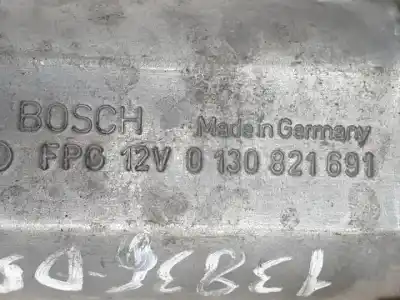 BOSCH Made in Germany
FPG 12V 0 130 821 691